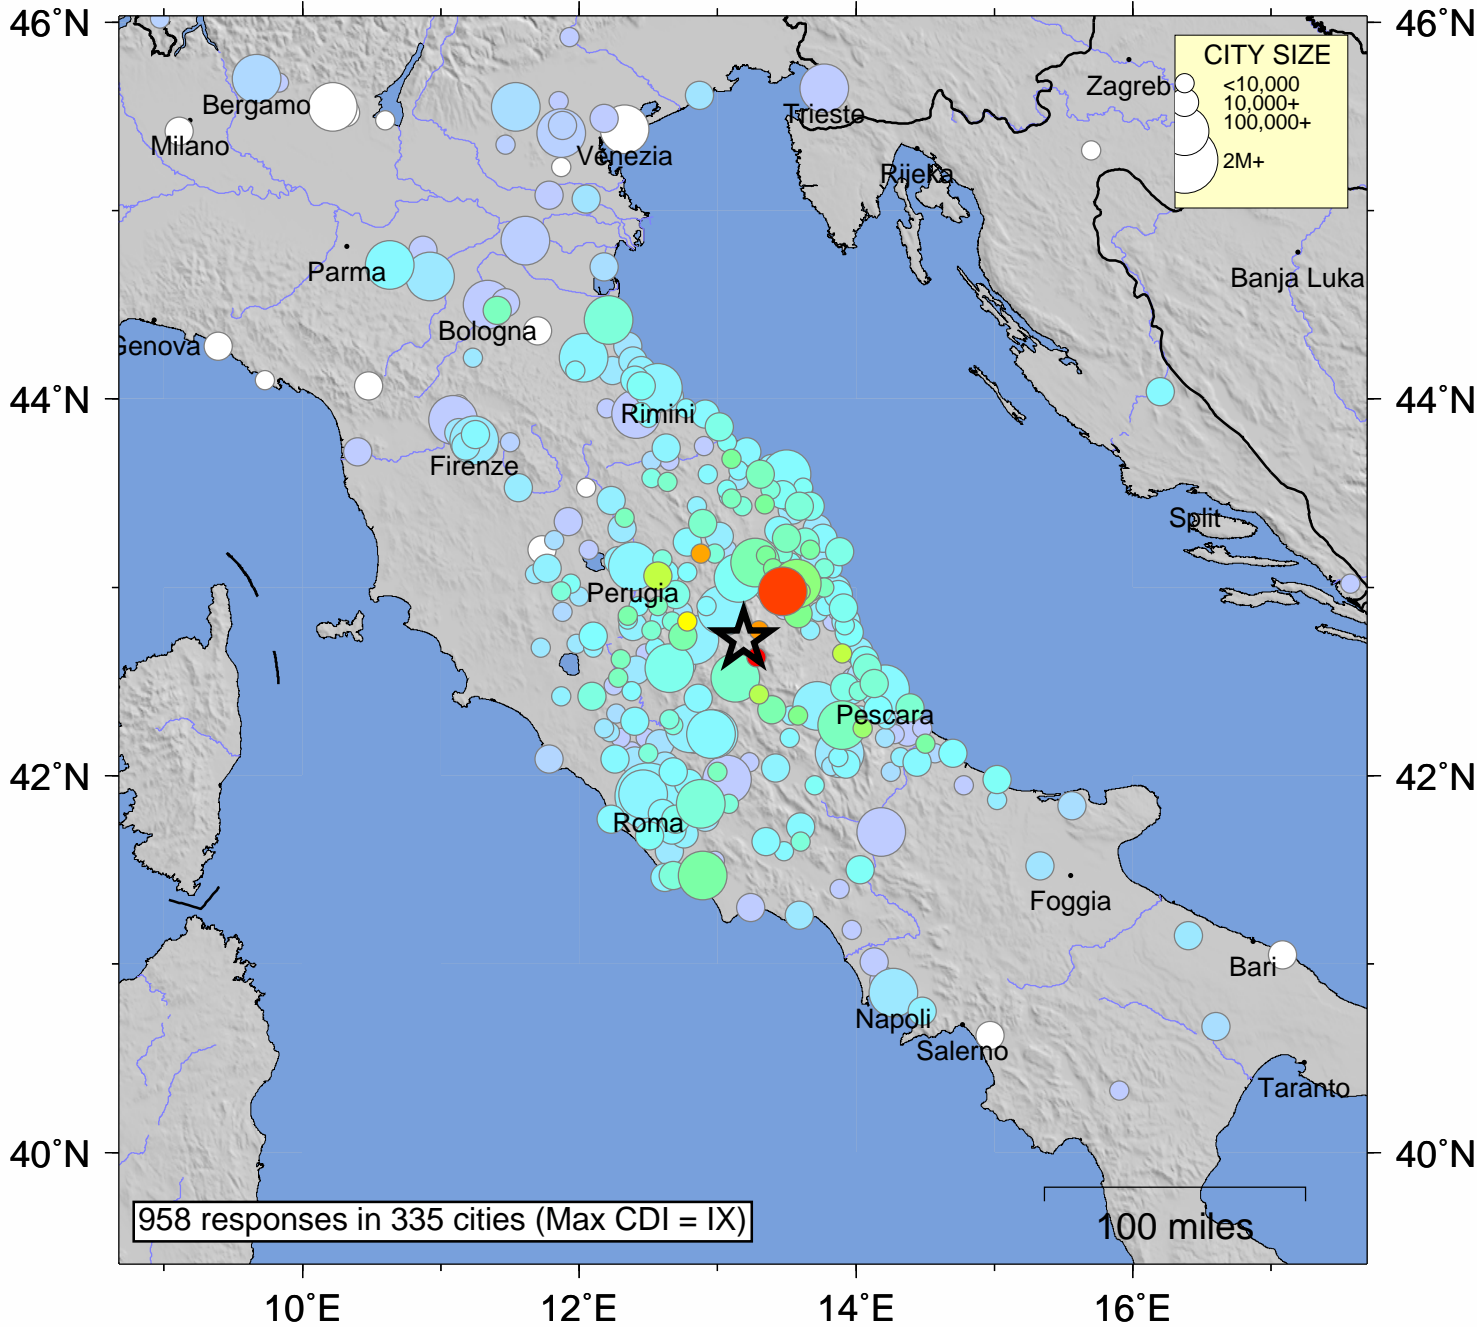 46°N
46°N
CITY SIZE
<10,000
10,000+
100,000+
2M+
Zagreb
Bergamo
Trieste
Milano
Venezia
Rijeka
Parma
Banja Luka
Bologna
Genova
44°N
44°N
Rimini
Firenze
Split
Perugia
Pescara
42°N
42°N
Roma
Foggia
Bari
Napoli
Salerno
Taranto
40°N
40°N
958 responses in 335 cities (Max CDI = IX)
100 miles
10°E
12°E
14°E
16°E